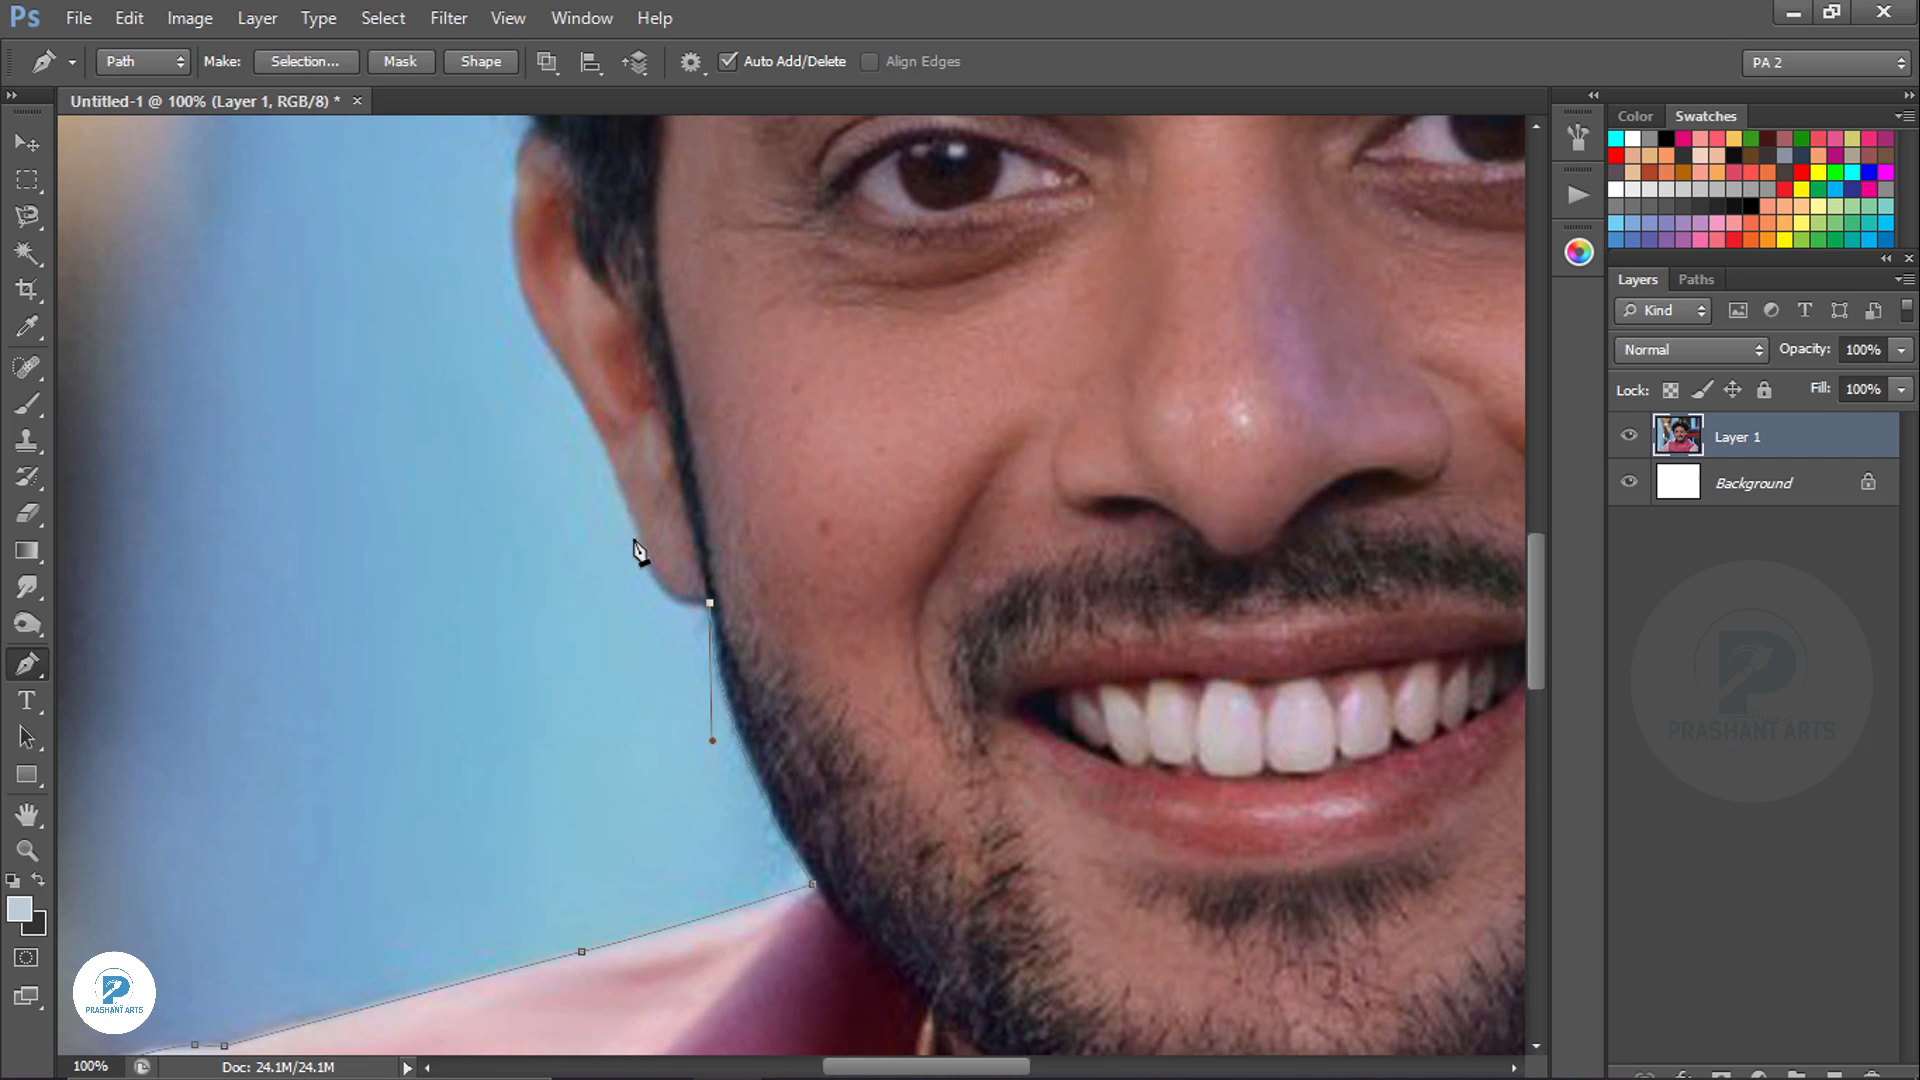 Ps File Edit Image Layer Type Select Filter View Window Help
Path Make: Selection... Mask Shape Auto Add/Delete Align Edges PA 2
Untitled-1 @ 100% (Layer 1, RGB/8) * ×
Color Swatches
Layers Paths
Kind
Normal Opacity: 100%
Lock: Fill: 100%
Layer 1
Background
PRASHANT ARTS
PRASHANT ARTS
100% Doc: 24.1M/24.1M